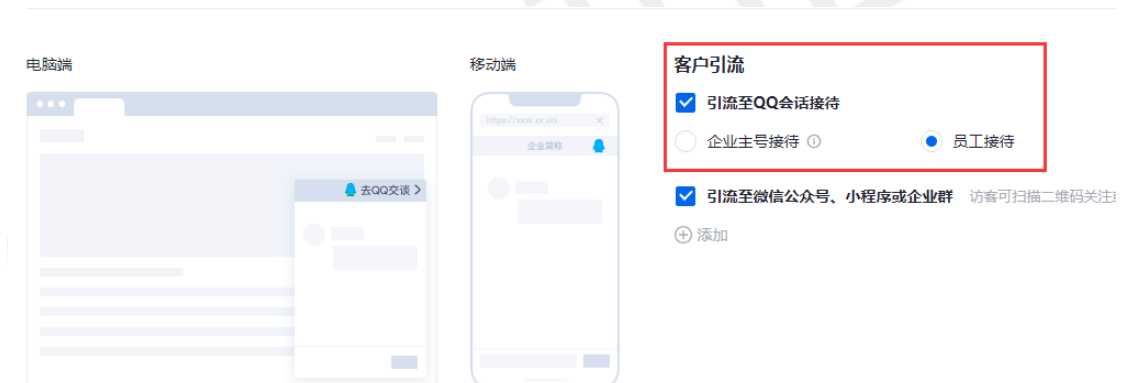 电脑端
去QQ交谈
移动端
https://xxxx.xx.xxx
企业简称
客户引流
引流至QQ会话接待
企业主号接待
员工接待
引流至微信公众号、小程序或企业群 访客可扫描二维码关注
添加